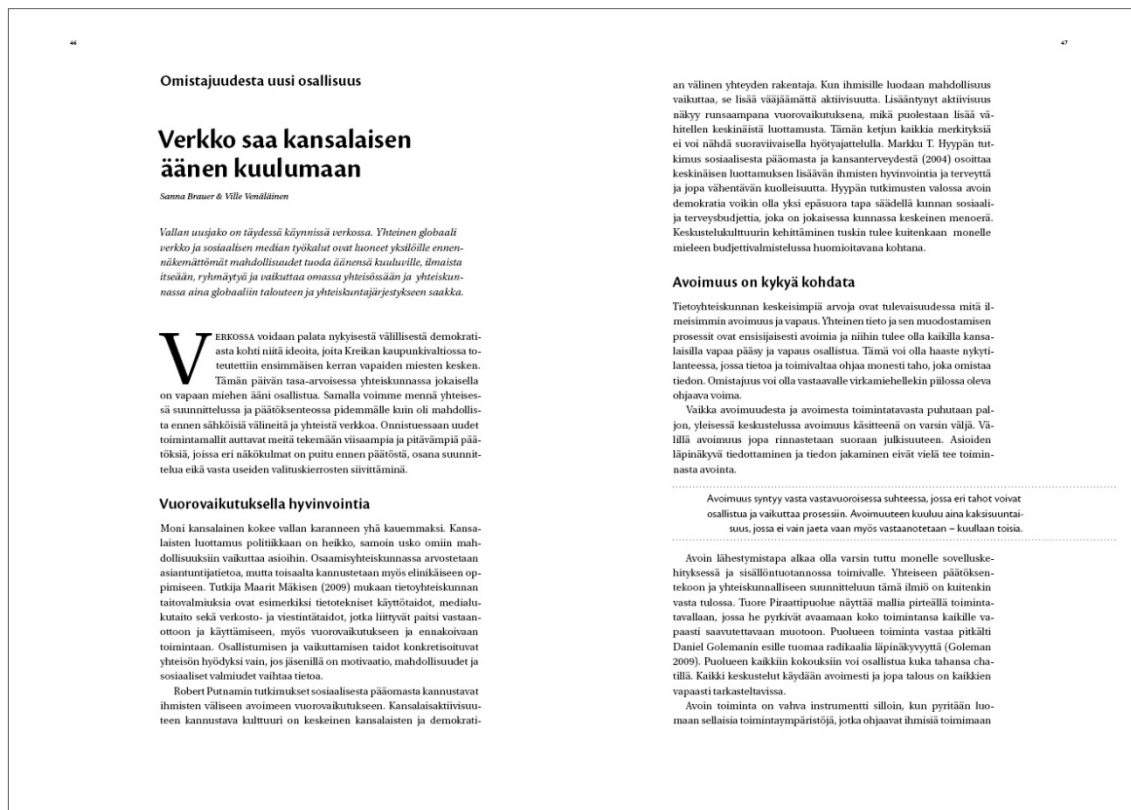 46
Omistajuudesta uusi osallisuus
Verkko saa kansalaisen
äänen kuulumaan
Sanna Brauer & Ville Venäläinen
Vallan uusjako on täydessä käynnissä verkossa. Yhteinen globaali
verkko ja sosiaalisen median työkalut ovat luoneet yksilöille ennen-
näkemättömät mahdollisuudet tuoda äänensä kuuluville, ilmaista
itseään, ryhmäytyä ja vaikuttaa omassa yhteisössään ja yhteiskun-
nassa aina globaaliin talouteen ja yhteiskuntajärjestykseen saakka.
VERKOSSA voidaan palata nykyisestä välillisestä demokrati-
asta kohti niitä ideoita, joita Kreikan kaupunkivaltiossa to-
teutettiin ensimmäisen kerran vapaiden miesten kesken.
Tämän päivän tasa-arvoisessa yhteiskunnassa jokaisella
on vapaan miehen ääni osallistua. Samalla voimme mennä yhteises-
sä suunnittelussa ja päätöksenteossa pidemmälle kuin oli mahdollis-
ta ennen sähköisiä välineitä ja yhteistä verkkoa. Onnistuessaan uudet
toimintamallit auttavat meitä tekemään viisaampia ja pitävämpiä pää-
töksiä, joissa eri näkökulmat on puitu ennen päätöstä, osana suunnit-
telua eikä vasta useiden valituskierrosten siivittäminä.
Vuorovaikutuksella hyvinvointia
Moni kansalainen kokee vallan karanneen yhä kauemmaksi. Kansa-
laisten luottamus politiikkaan on heikko, samoin usko omiin mah-
dollisuuksiin vaikuttaa asioihin. Osaamisyhteiskunnassa arvostetaan
asiantuntijatietoa, mutta toisaalta kannustetaan myös elinikäiseen op-
pimiseen. Tutkija Maarit Mäkisen (2009) mukaan tietoyhteiskunnan
taitovalmiuksia ovat esimerkiksi tietotekniset käyttötaidot, medialu-
kutaito sekä verkosto- ja viestintätaidot, jotka liittyvät paitsi vastaan-
ottoon ja käyttämiseen, myös vuorovaikutukseen ja ennakoivaan
toimintaan. Osallistumisen ja vaikuttamisen taidot konkretisoituvat
yhteisön hyödyksi vain, jos jäsenillä on motivaatio, mahdollisuudet ja
sosiaaliset valmiudet vaihtaa tietoa.
Robert Putnamin tutkimukset sosiaalisesta pääomasta kannustavat
ihmisten väliseen avoimeen vuorovaikutukseen. Kansalaisaktiivisuu-
teen kannustava kulttuuri on keskeinen kansalaisten ja demokrati-
47
an välinen yhteyden rakentaja. Kun ihmisille luodaan mahdollisuus
vaikuttaa, se lisää vääjäämättä aktiivisuutta. Lisääntynyt aktiivisuus
näkyy runsaampana vuorovaikutuksena, mikä puolestaan lisää vä-
hitellen keskinäistä luottamusta. Tämän ketjun kaikkia merkityksiä
ei voi nähdä suoraviivaisella hyötyajattelulla. Markku T. Hyypän tut-
kimus sosiaalisesta pääomasta ja kansanterveydestä (2004) osoittaa
keskinäisen luottamuksen lisäävän ihmisten hyvinvointia ja terveyttä
ja jopa vähentävän kuolleisuutta. Hyypän tutkimusten valossa avoin
demokratia voikin olla yksi epäsuora tapa säädellä kunnan sosiaali-
ja terveysbudjettia, joka on jokaisessa kunnassa keskeinen menoerä.
Keskustelukulttuurin kehittäminen tuskin tulee kuitenkaan monelle
mieleen budjettivalmistelussa huomioitavana kohtana.
Avoimuus on kykyä kohdata
Tietoyhteiskunnan keskeisimpiä arvoja ovat tulevaisuudessa mitä il-
meisimmin avoimuus ja vapaus. Yhteinen tieto ja sen muodostamisen
prosessit ovat ensisijaisesti avoimia ja niihin tulee olla kaikilla kansa-
laisilla vapaa pääsy ja vapaus osallistua. Tämä voi olla haaste nykyti-
lanteessa, jossa tietoa ja toimivaltaa ohjaa monesti taho, joka omistaa
tiedon. Omistajuus voi olla vastaavalle virkamiehellekin piilossa oleva
ohjaava voima.
Vaikka avoimuudesta ja avoimesta toimintatavasta puhutaan pal-
jon, yleisessä keskustelussa avoimuus käsitteenä on varsin väljä. Vä-
lillä avoimuus jopa rinnastetaan suoraan julkisuuteen. Asioiden
läpinäkyvä tiedottaminen ja tiedon jakaminen eivät vielä tee toimin-
nasta avointa.
Avoimuus syntyy vasta vastavuoroisessa suhteessa, jossa eri tahot voivat
osallistua ja vaikuttaa prosessiin. Avoimuuteen kuuluu aina kaksisuuntai-
suus, jossa ei vain jaeta vaan myös vastaanotetaan – kuullaan toisia.
Avoin lähestymistapa alkaa olla varsin tuttu monelle sovelluske-
hityksessä ja sisällöntuotannossa toimivalle. Yhteiseen päätöksen-
tekoon ja yhteiskunnalliseen suunnitteluun tämä ilmiö on kuitenkin
vasta tulossa. Tuore Piraattipuolue näyttää mallia pirteällä toiminta-
tavallaan, jossa he pyrkivät avaamaan koko toimintansa kaikille va-
paasti saavutettavaan muotoon. Puolueen toiminta vastaa pitkälti
Daniel Golemanin esille tuomaa radikaalia läpinäkyvyyttä (Goleman
2009). Puolueen kaikkiin kokouksiin voi osallistua kuka tahansa cha-
tillä. Kaikki keskustelut käydään avoimesti ja jopa talous on kaikkien
vapaasti tarkasteltavissa.
Avoin toiminta on vahva instrumentti silloin, kun pyritään luo-
maan sellaisia toimintaympäristöjä, jotka ohjaavat ihmisiä toimimaan